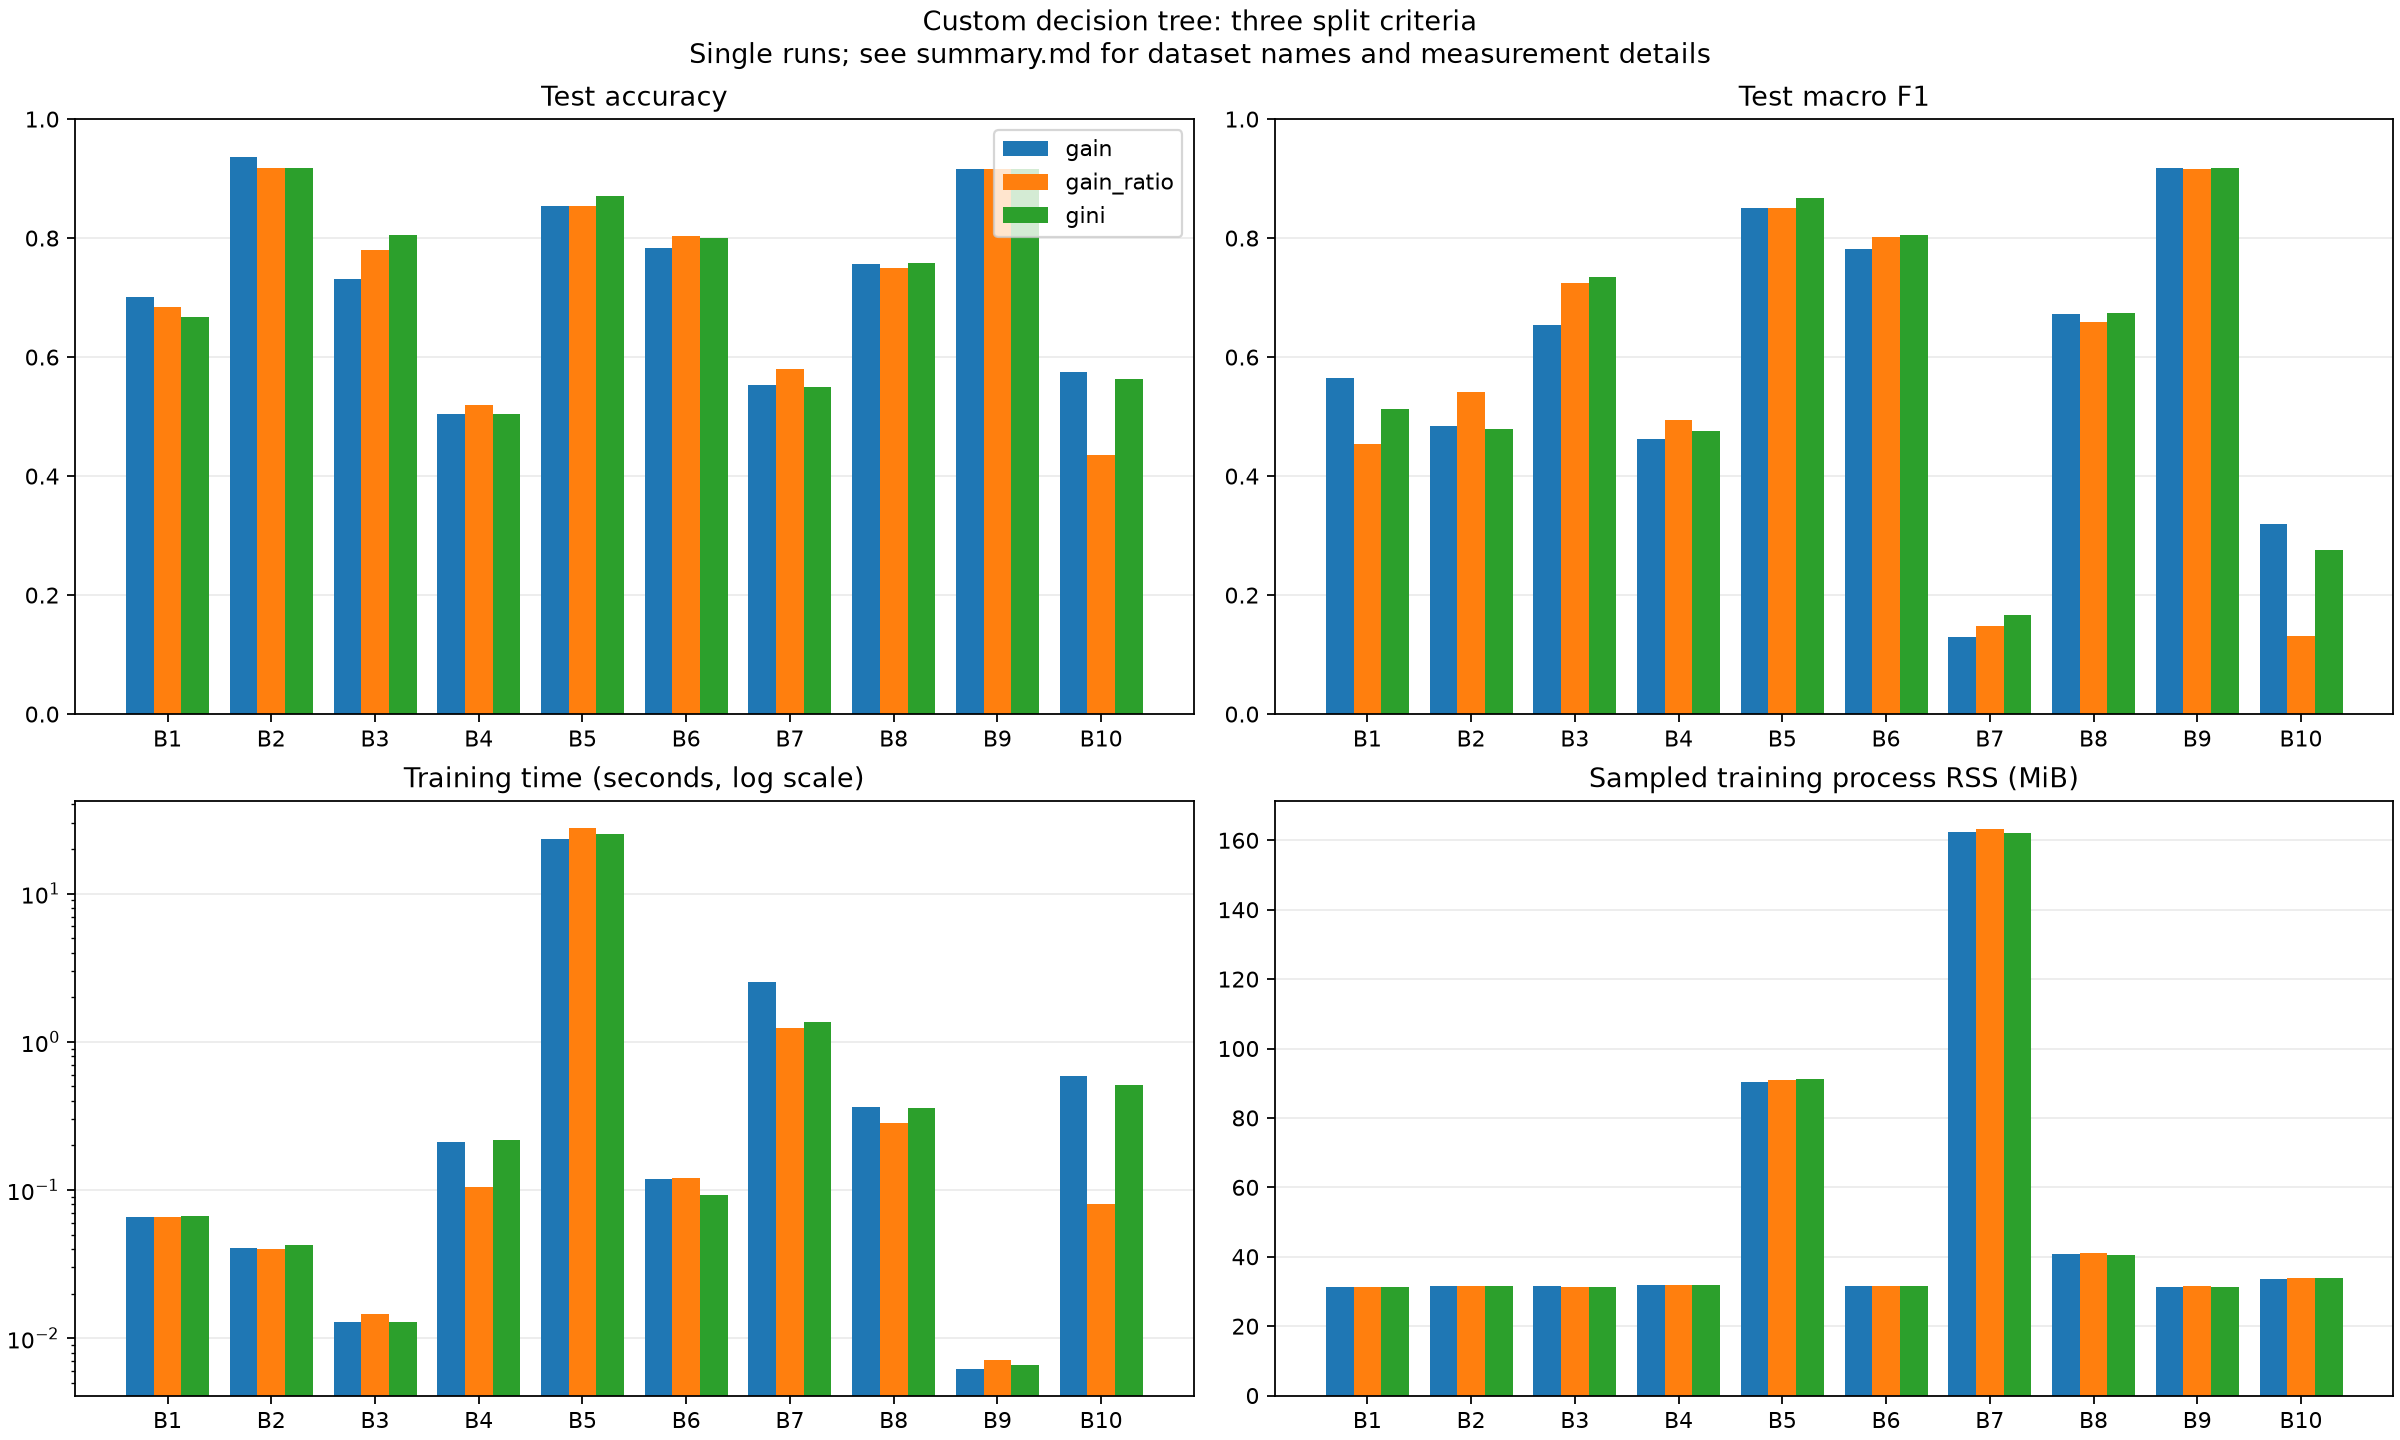 Custom decision tree: three split criteria
Single runs; see summary.md for dataset names and measurement details
Test accuracy
1.0
0.8
0.6
0.4
0.2
0.0
gain
gain_ratio
gini
B1 B2 B3 B4 B5 B6 B7 B8 B9 B10
Test macro F1
1.0
0.8
0.6
0.4
0.2
0.0
B1 B2 B3 B4 B5 B6 B7 B8 B9 B10
Training time (seconds, log scale)
10¹
10⁰
10⁻¹
10⁻²
B1 B2 B3 B4 B5 B6 B7 B8 B9 B10
Sampled training process RSS (MiB)
160
140
120
100
80
60
40
20
0
B1 B2 B3 B4 B5 B6 B7 B8 B9 B10